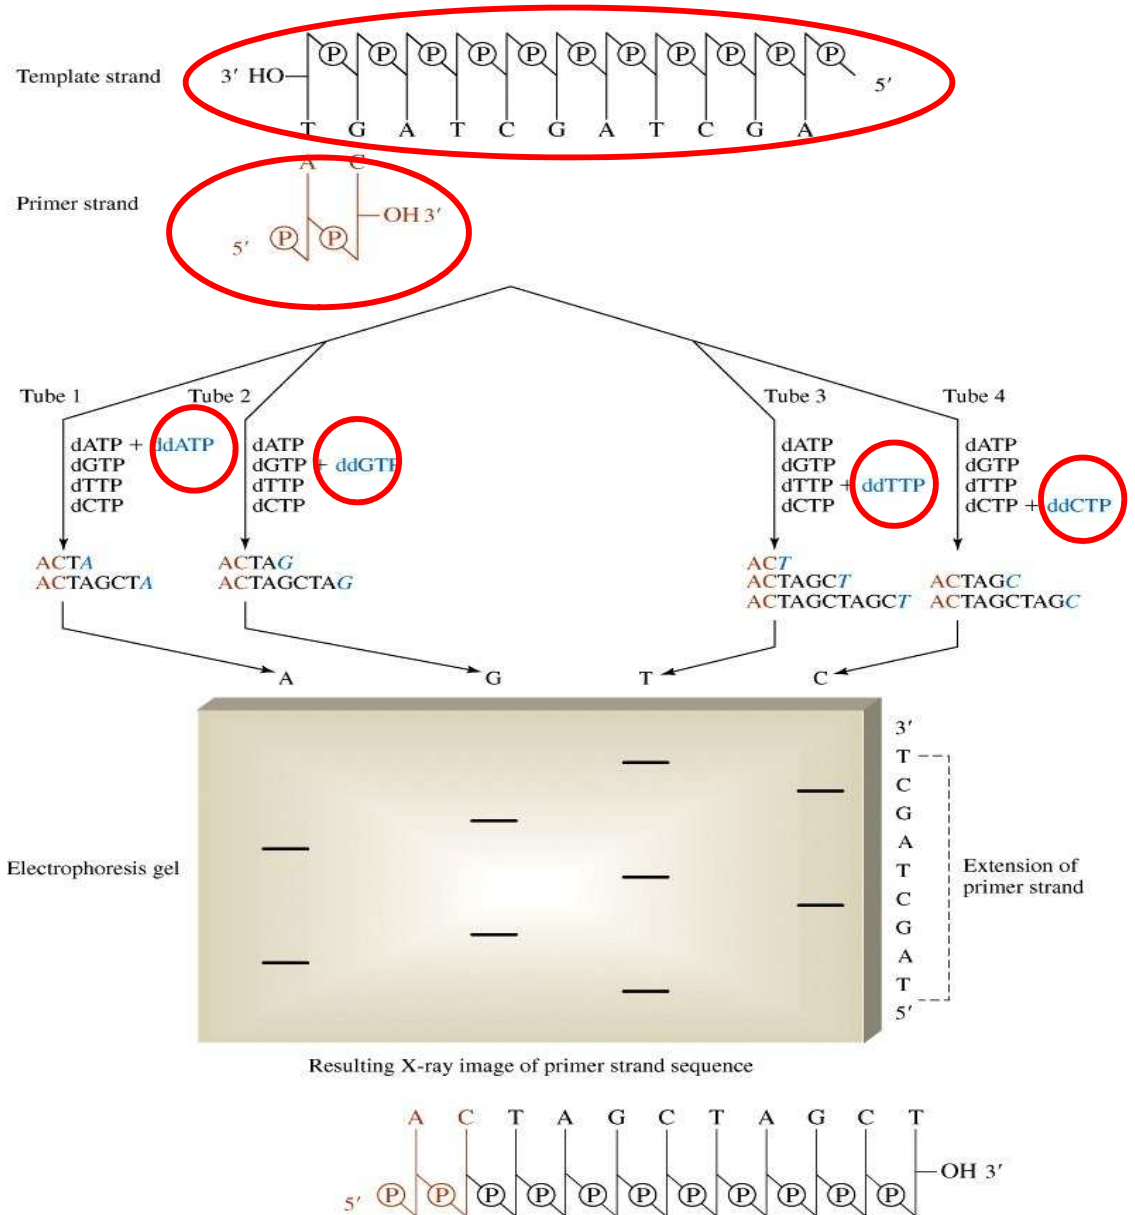 P P P P P P P P P P P
Template strand
3′ HO
5′
T G A T C G A T C G A
A C
Primer strand
OH 3′
5′ P P
Tube 1
Tube 2
Tube 3
Tube 4
dATP + ddATP
dGTP
dTTP
dCTP
dATP
dGTP + ddGTP
dTTP
dCTP
dATP
dGTP
dTTP + ddTTP
dCTP
dATP
dGTP
dTTP
dCTP + ddCTP
ACTA
ACTAGCTA
ACTAG
ACTAGCTAG
ACT
ACTAGCT
ACTAGCTAGCT
ACTAGC
ACTAGCTAGC
A G T C
3′
T
C
G
A
T
C
G
A
T
5′
Electrophoresis gel
Extension of
primer strand
Resulting X-ray image of primer strand sequence
A C T A G C T A G C T
OH 3′
5′ P P P P P P P P P P P